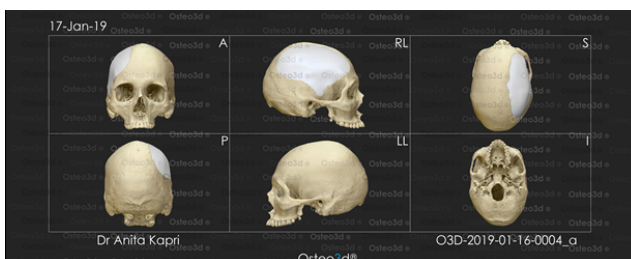 17-Jan-19
A
RL
S
P
LL
I
Dr Anita Kapri
O3D-2019-01-16-0004_a
Osteo3d®